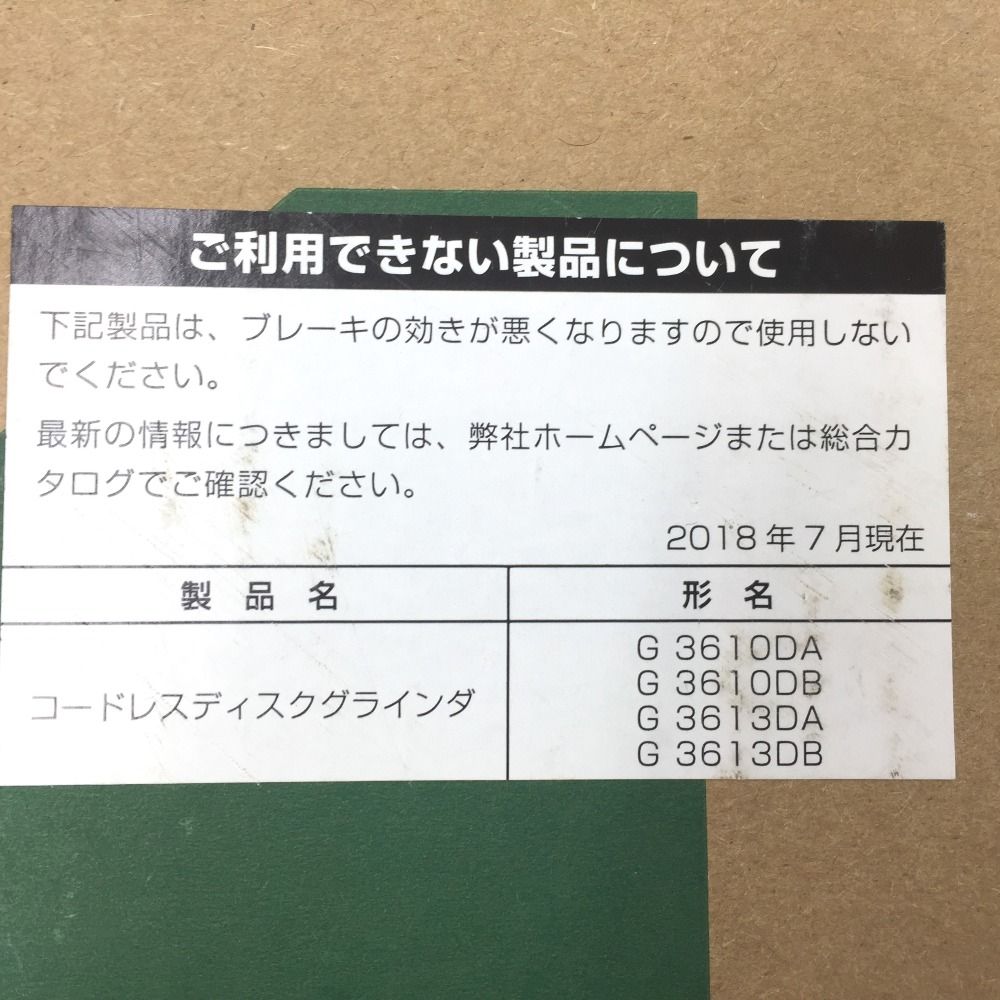 ご利用できない製品について
下記製品は、ブレーキの効きが悪くなりますので使用しない
でください。
最新の情報につきましては、弊社ホームページまたは総合カ
タログでご確認ください。
2018年7月現在
製品名 形名
コードレスディスクグラインダ
G 3610DA
G 3610DB
G 3613DA
G 3613DB